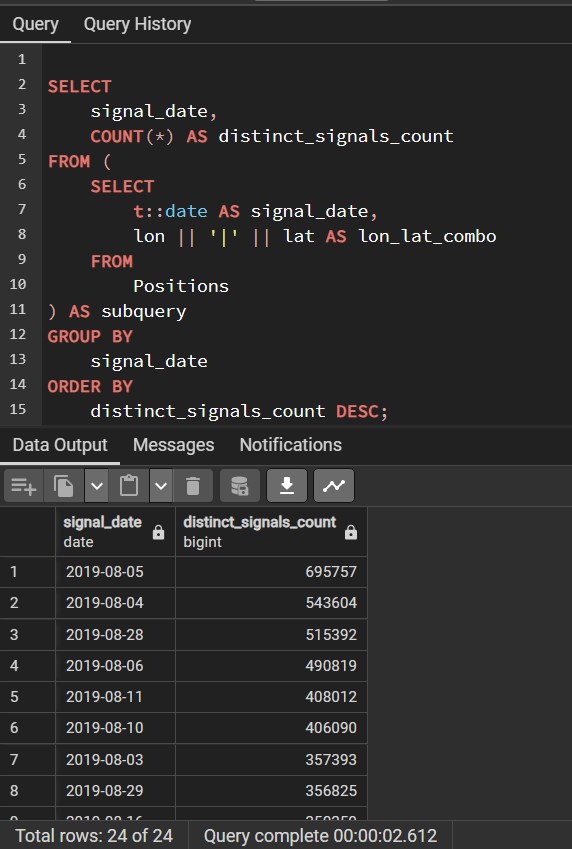 Query Query History
1
2 SELECT
3 signal_date,
4 COUNT(*) AS distinct_signals_count
5 FROM (
6 SELECT
7 t::date AS signal_date,
8 lon || '|' || lat AS lon_lat_combo
9 FROM
10 Positions
11 ) AS subquery
12 GROUP BY
13 signal_date
14 ORDER BY
15 distinct_signals_count DESC;
Data Output Messages Notifications
signal_date distinct_signals_count
date bigint
1 2019-08-05 695757
2 2019-08-04 543604
3 2019-08-28 515392
4 2019-08-06 490819
5 2019-08-11 408012
6 2019-08-10 406090
7 2019-08-03 357393
8 2019-08-29 356825
Total rows: 24 of 24 Query complete 00:00:02.612